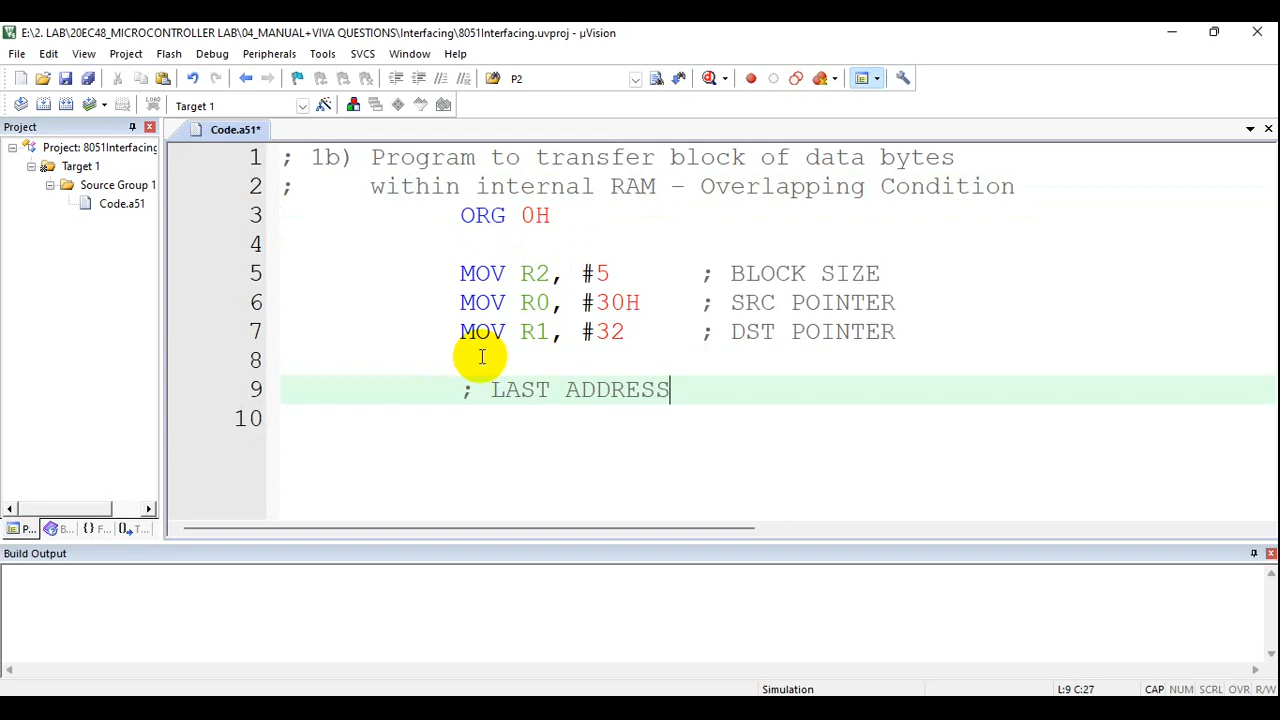 E:\2. LAB\20EC48_MICROCONTROLLER LAB\04_MANUAL+VIVA QUESTIONS\Interfacing\8051Interfacing.uvproj - µVision
File Edit View Project Flash Debug Peripherals Tools SVCS Window Help
P2
LOAD Target 1
Project
Code.a51*
Project: 8051Interfacing
Target 1
Source Group 1
Code.a51
1 ; 1b) Program to transfer block of data bytes
2 ; within internal RAM – Overlapping Condition
3 ORG 0H
4
5 MOV R2, #5 ; BLOCK SIZE
6 MOV R0, #30H ; SRC POINTER
7 MOV R1, #32 ; DST POINTER
8
9 ; LAST ADDRESS
10
P... B... {} F... T...
Build Output
Simulation L:9 C:27 CAP NUM SCRL OVR R/W